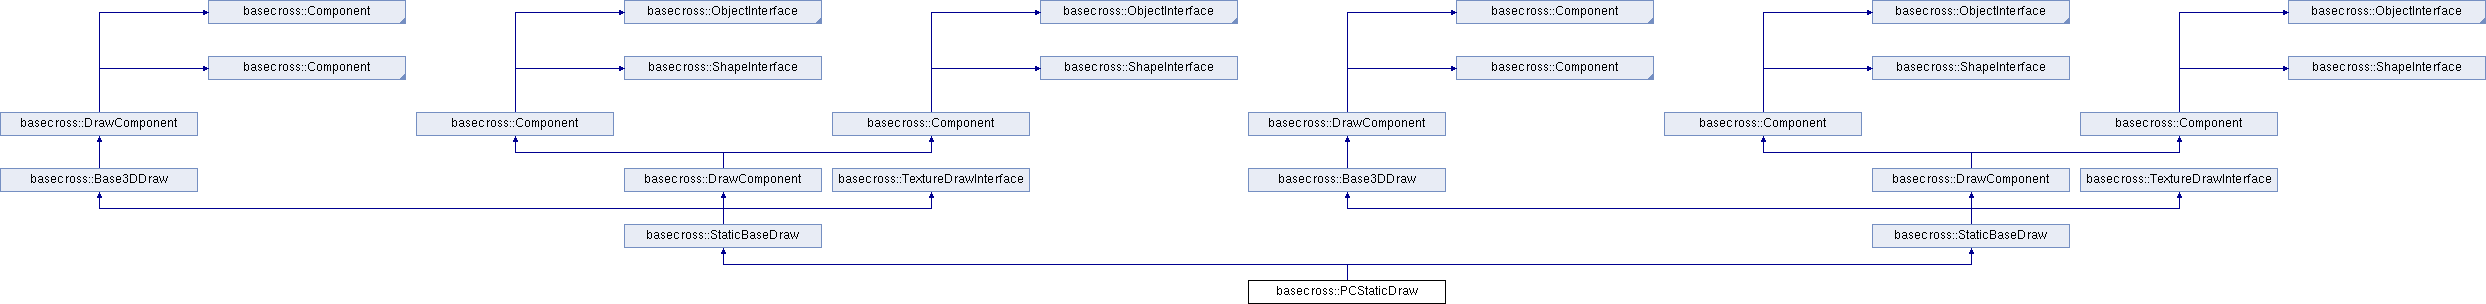 basecross::Component
basecross::ObjectInterface
basecross::ObjectInterface
basecross::Component
basecross::ObjectInterface
basecross::ObjectInterface
basecross::Component
basecross::ShapeInterface
basecross::ShapeInterface
basecross::Component
basecross::ShapeInterface
basecross::ShapeInterface
basecross::DrawComponent
basecross::Component
basecross::Component
basecross::DrawComponent
basecross::Component
basecross::Component
basecross::Base3DDraw
basecross::DrawComponent
basecross::TextureDrawInterface
basecross::Base3DDraw
basecross::DrawComponent
basecross::TextureDrawInterface
basecross::StaticBaseDraw
basecross::StaticBaseDraw
basecross::PCStaticDraw